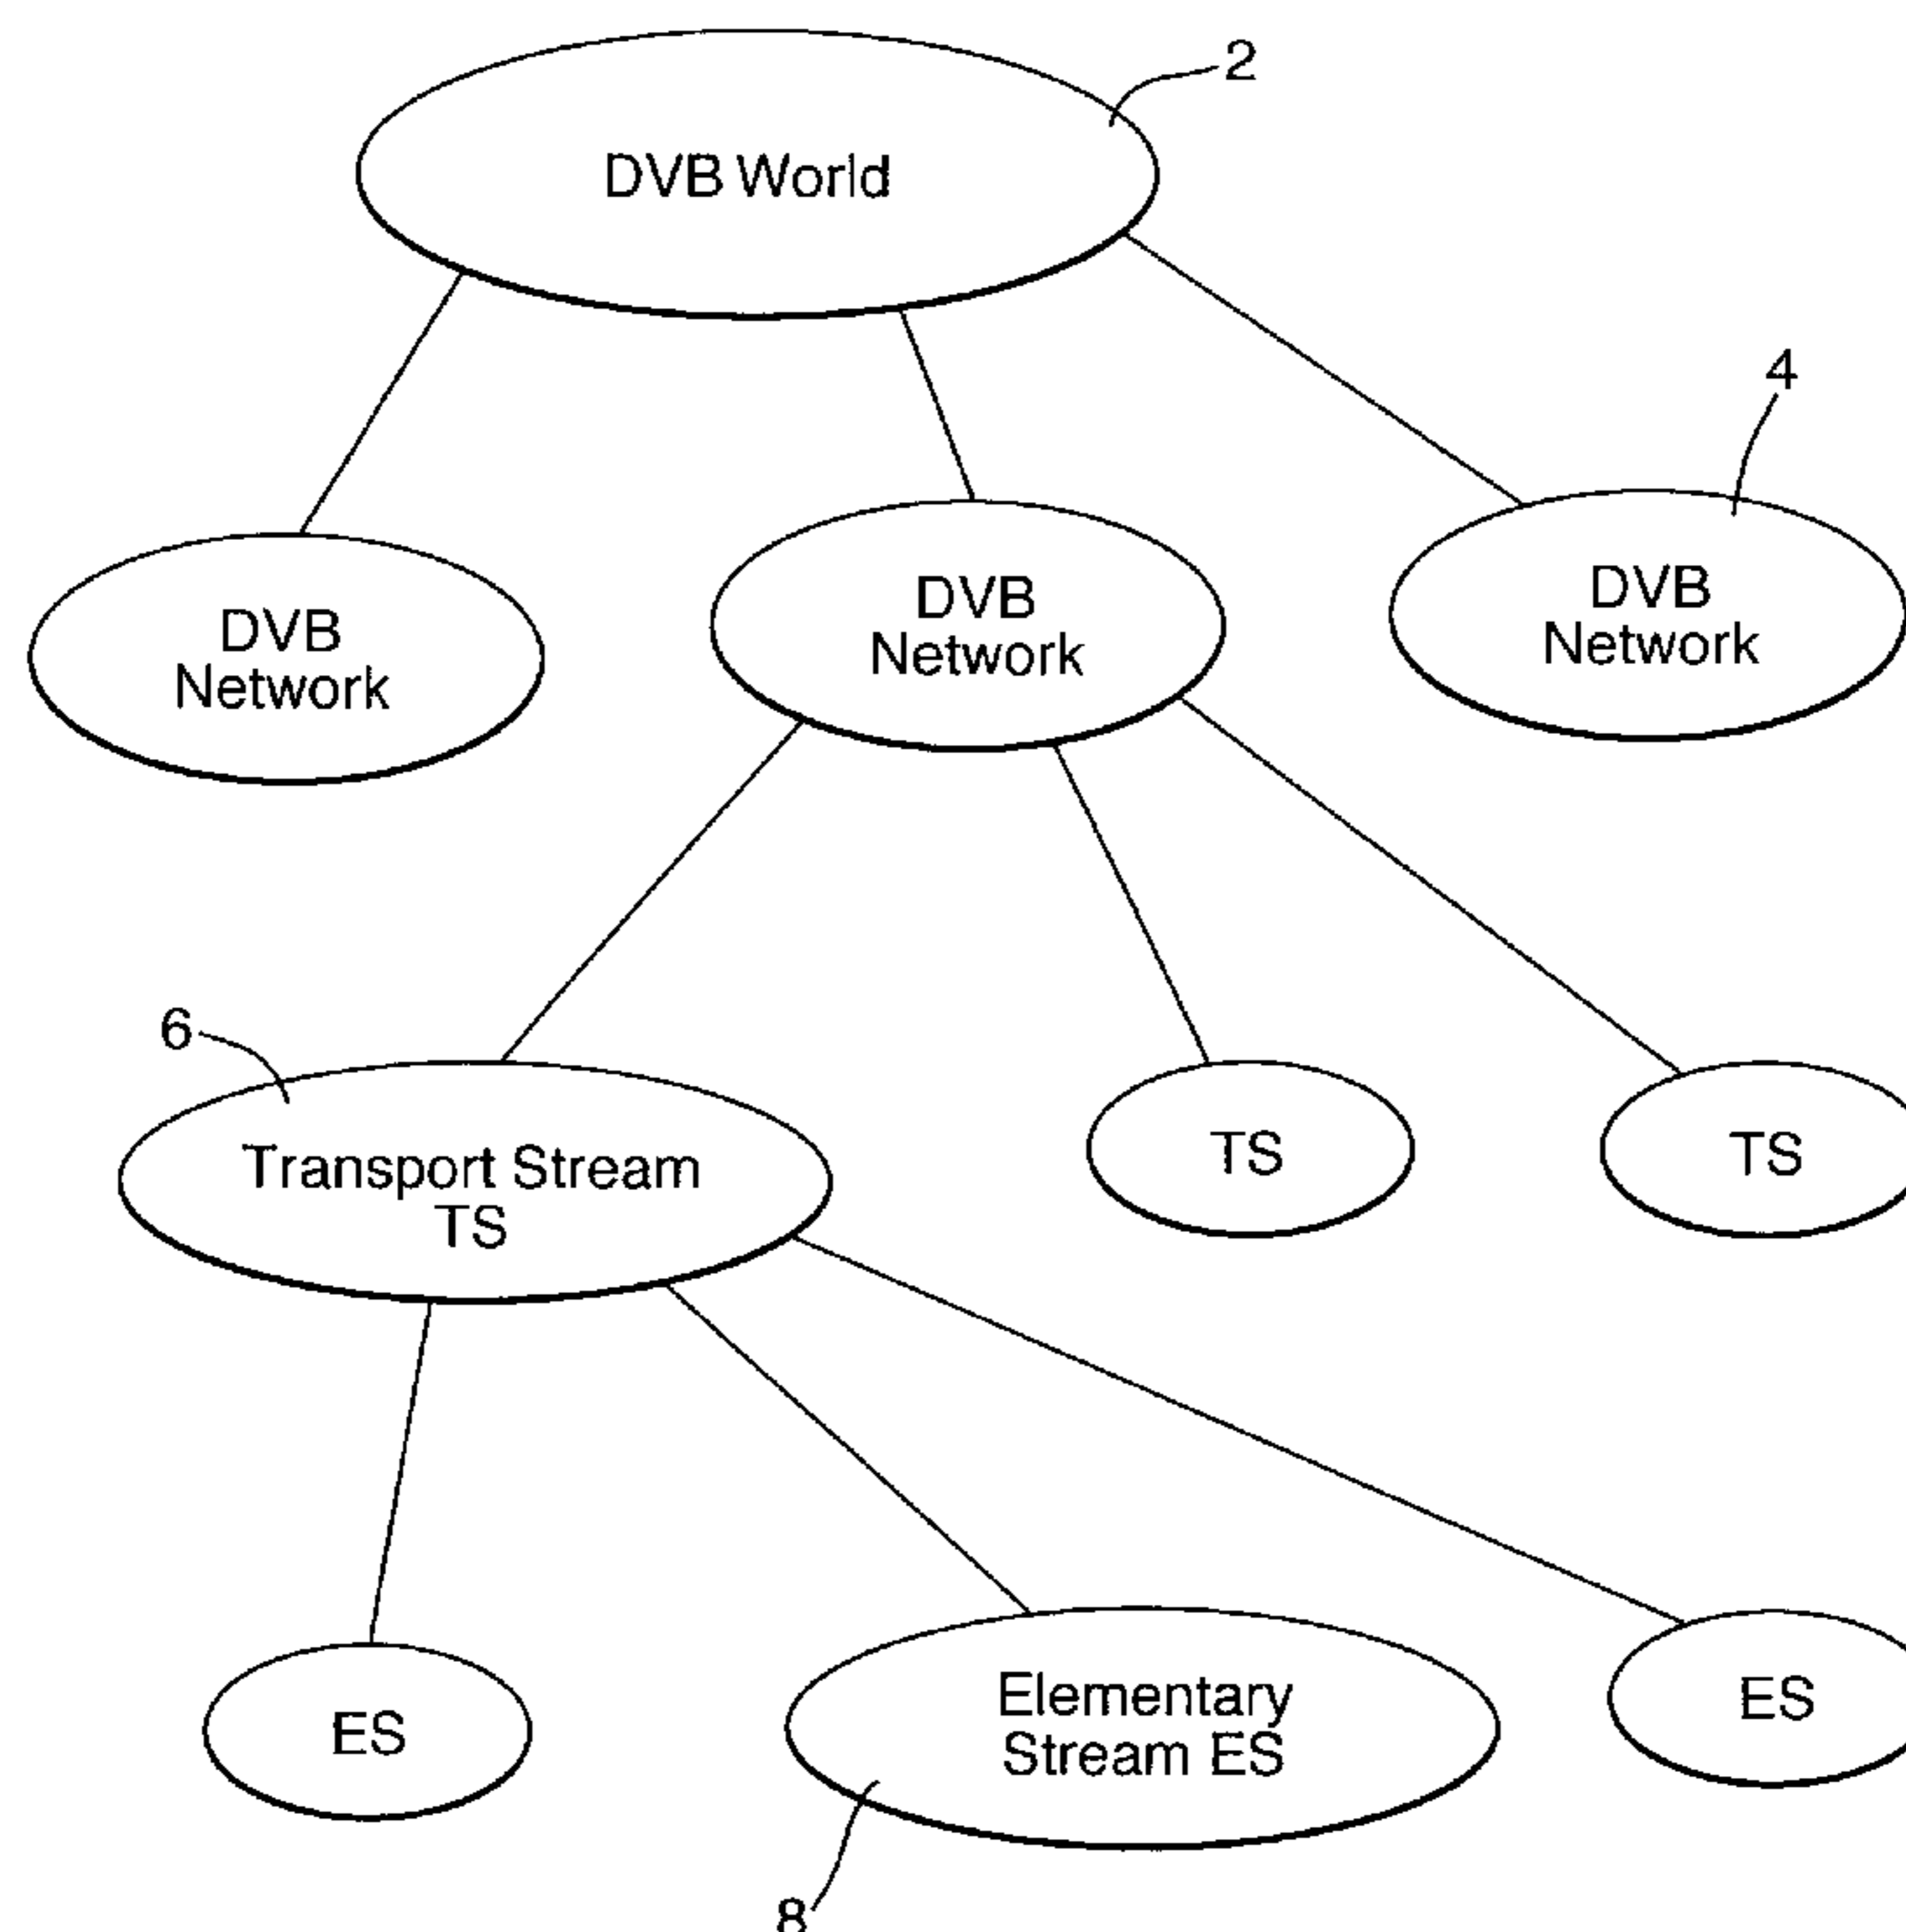 2
DVB World
4
DVB
Network
DVB
Network
DVB
Network
6
Transport Stream
TS
TS
TS
ES
Elementary
Stream ES
ES
8